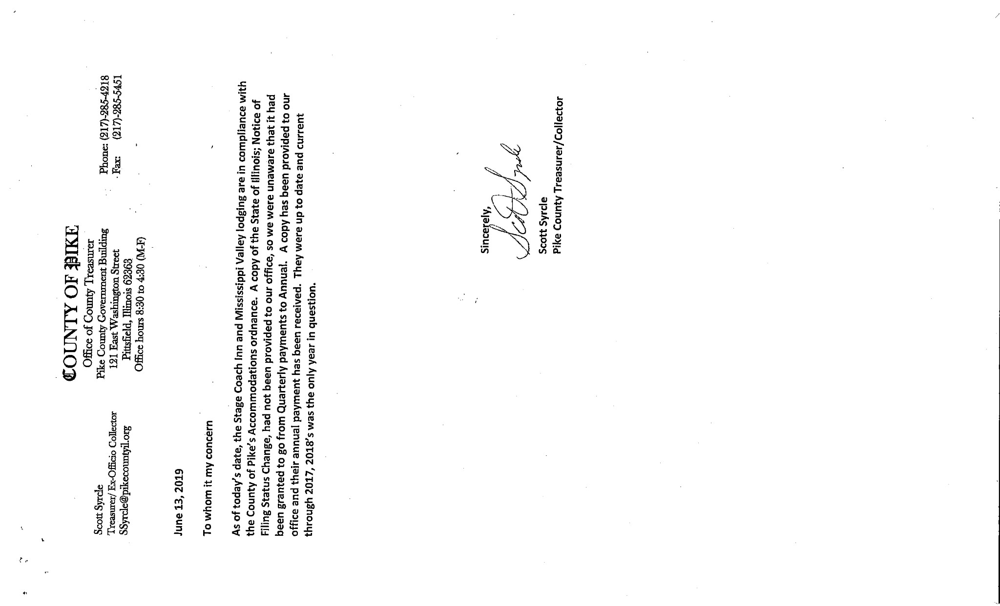 COUNTY OF PIKE
Office of County Treasurer
Pike County Government Building
121 East Washington Street
Pittsfield, Illinois 62363
Office hours 8:30 to 4:30 (M-F)
Scott Syrcle
Treasurer/ Ex-Officio Collector
SSyrcle@pikecountyil.org
Phone: (217)-285-4218
Fax: (217)-285-5451
June 13, 2019
To whom it my concern
As of today's date, the Stage Coach Inn and Mississippi Valley lodging are in compliance with
the County of Pike's Accommodations ordnance. A copy of the State of Illinois; Notice of
Filing Status Change, had not been provided to our office, so we were unaware that it had
been granted to go from Quarterly payments to Annual. A copy has been provided to our
office and their annual payment has been received. They were up to date and current
through 2017, 2018's was the only year in question.
Sincerely,
Scott Syrcle
Scott Syrcle
Pike County Treasurer/Collector